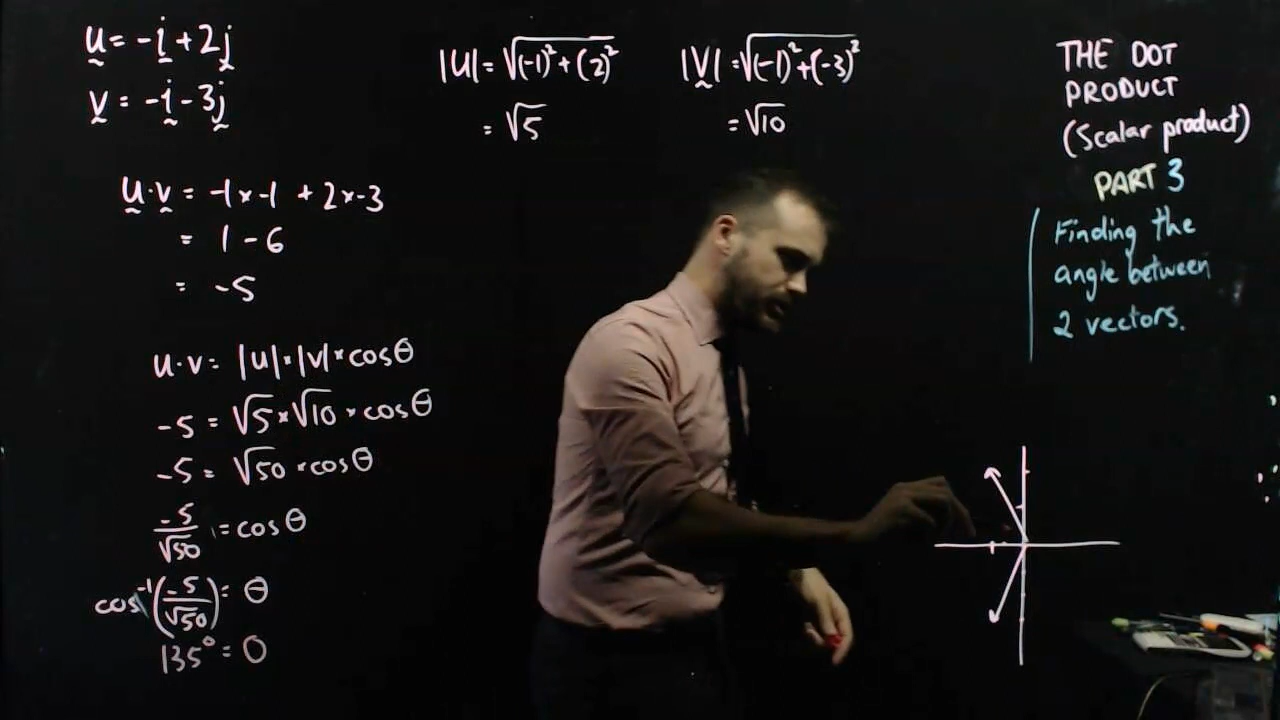 u = -i + 2j
v = -i - 3j
u·v = -1×-1 + 2×-3
= 1 - 6
= -5
u·v = |u|×|v|×cosθ
-5 = √5×√10×cosθ
-5 = √50×cosθ
-5/√50 = cosθ
cos⁻¹(-5/√50) = θ
135° = θ
|U| = √(-1)² + (2)²
= √5
|V| = √(-1)² + (-3)²
= √10
THE DOT
PRODUCT
(Scalar product)
PART 3
Finding the
angle between
2 vectors.